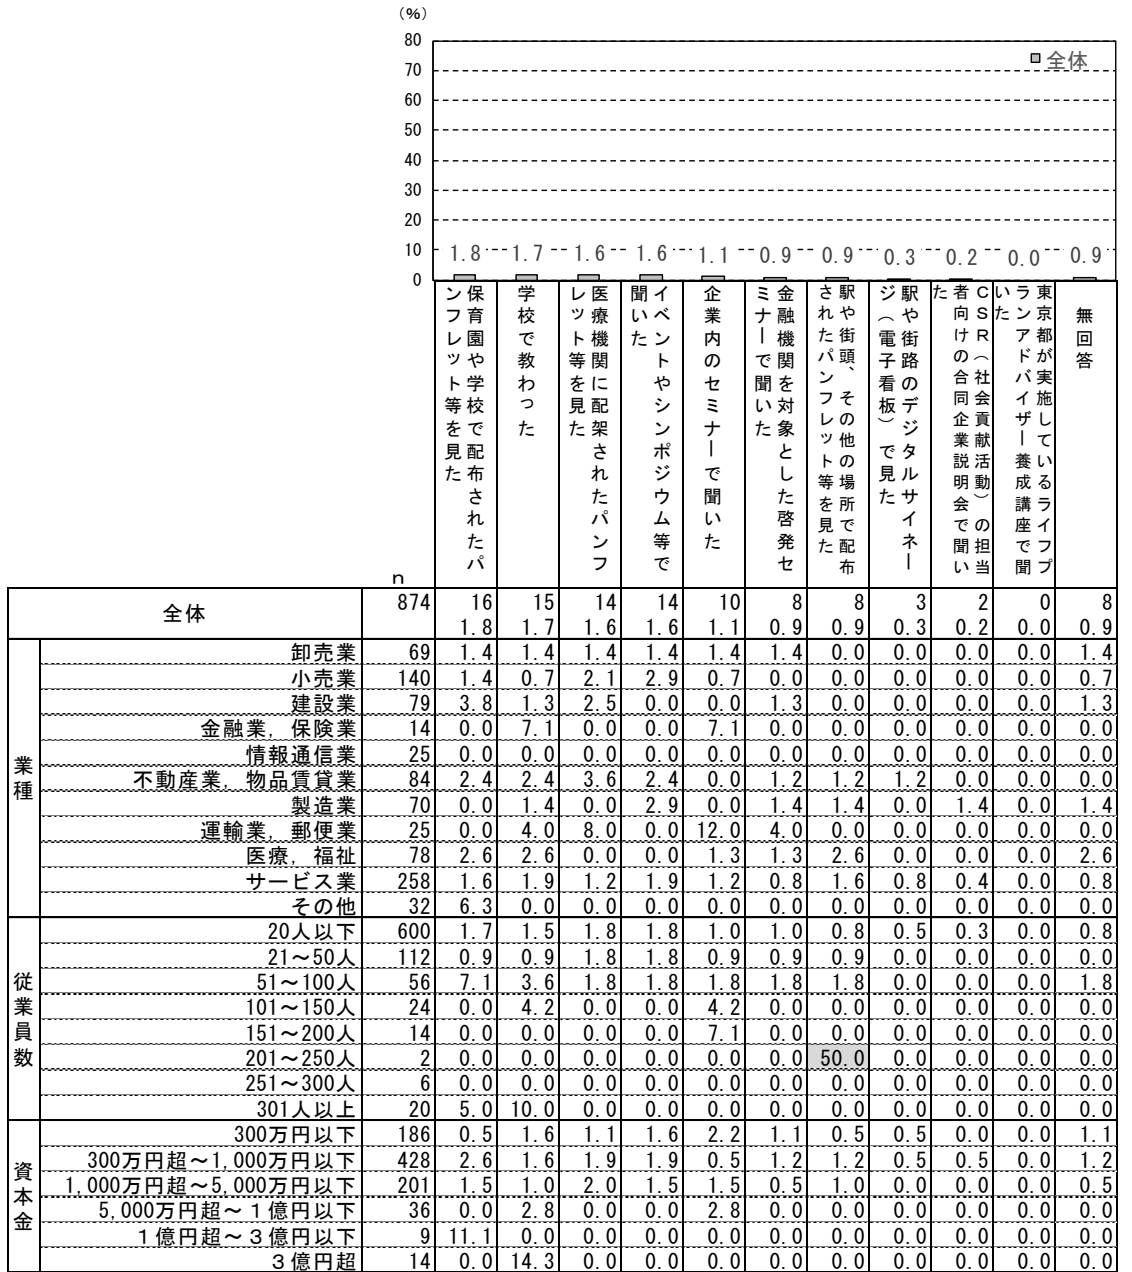 （%）
80
70
60
50
40
30
20
10
0
全体
1.8 1.7 1.6 1.6 1.1 0.9 0.9 0.3 0.2 0.0 0.9
保育園や学校で配布されたパ
ンフレット等を見た
学校で教わった
医療機関に配架されたパンフ
レット等を見た
イベントやシンポジウム等で
聞いた
企業内のセミナーで聞いた
金融機関を対象とした啓発セ
ミナーで聞いた
駅や街頭、その他の場所で配布
されたパンフレット等を見た
駅や街路のデジタルサイネー
ジ（電子看板）で見た
ＣＳＲ（社会貢献活動）の担当
者向けの合同企業説明会で聞い
た
東京都が実施しているライフプ
ランアドバイザー養成講座で聞
いた
無回答
n
全体 874 16 15 14 14 10 8 8 3 2 0 8
1.8 1.7 1.6 1.6 1.1 0.9 0.9 0.3 0.2 0.0 0.9
業種
卸売業 69 1.4 1.4 1.4 1.4 1.4 1.4 0.0 0.0 0.0 0.0 1.4
小売業 140 1.4 0.7 2.1 2.9 0.7 0.0 0.0 0.0 0.0 0.0 0.7
建設業 79 3.8 1.3 2.5 0.0 0.0 1.3 0.0 0.0 0.0 0.0 1.3
金融業，保険業 14 0.0 7.1 0.0 0.0 7.1 0.0 0.0 0.0 0.0 0.0 0.0
情報通信業 25 0.0 0.0 0.0 0.0 0.0 0.0 0.0 0.0 0.0 0.0 0.0
不動産業，物品賃貸業 84 2.4 2.4 3.6 2.4 0.0 1.2 1.2 1.2 0.0 0.0 0.0
製造業 70 0.0 1.4 0.0 2.9 0.0 1.4 1.4 0.0 1.4 0.0 1.4
運輸業，郵便業 25 0.0 4.0 8.0 0.0 12.0 4.0 0.0 0.0 0.0 0.0 0.0
医療，福祉 78 2.6 2.6 0.0 0.0 1.3 1.3 2.6 0.0 0.0 0.0 2.6
サービス業 258 1.6 1.9 1.2 1.9 1.2 0.8 1.6 0.8 0.4 0.0 0.8
その他 32 6.3 0.0 0.0 0.0 0.0 0.0 0.0 0.0 0.0 0.0 0.0
従業員数
20人以下 600 1.7 1.5 1.8 1.8 1.0 1.0 0.8 0.5 0.3 0.0 0.8
21～50人 112 0.9 0.9 1.8 1.8 0.9 0.9 0.9 0.0 0.0 0.0 0.0
51～100人 56 7.1 3.6 1.8 1.8 1.8 1.8 1.8 0.0 0.0 0.0 1.8
101～150人 24 0.0 4.2 0.0 0.0 4.2 0.0 0.0 0.0 0.0 0.0 0.0
151～200人 14 0.0 0.0 0.0 0.0 7.1 0.0 0.0 0.0 0.0 0.0 0.0
201～250人 2 0.0 0.0 0.0 0.0 0.0 0.0 50.0 0.0 0.0 0.0 0.0
251～300人 6 0.0 0.0 0.0 0.0 0.0 0.0 0.0 0.0 0.0 0.0 0.0
301人以上 20 5.0 10.0 0.0 0.0 0.0 0.0 0.0 0.0 0.0 0.0 0.0
資本金
300万円以下 186 0.5 1.6 1.1 1.6 2.2 1.1 0.5 0.5 0.0 0.0 1.1
300万円超～1,000万円以下 428 2.6 1.6 1.9 1.9 0.5 1.2 1.2 0.5 0.5 0.0 1.2
1,000万円超～5,000万円以下 201 1.5 1.0 2.0 1.5 1.5 0.5 1.0 0.0 0.0 0.0 0.5
5,000万円超～１億円以下 36 0.0 2.8 0.0 0.0 2.8 0.0 0.0 0.0 0.0 0.0 0.0
１億円超～３億円以下 9 11.1 0.0 0.0 0.0 0.0 0.0 0.0 0.0 0.0 0.0 0.0
３億円超 14 0.0 14.3 0.0 0.0 0.0 0.0 0.0 0.0 0.0 0.0 0.0